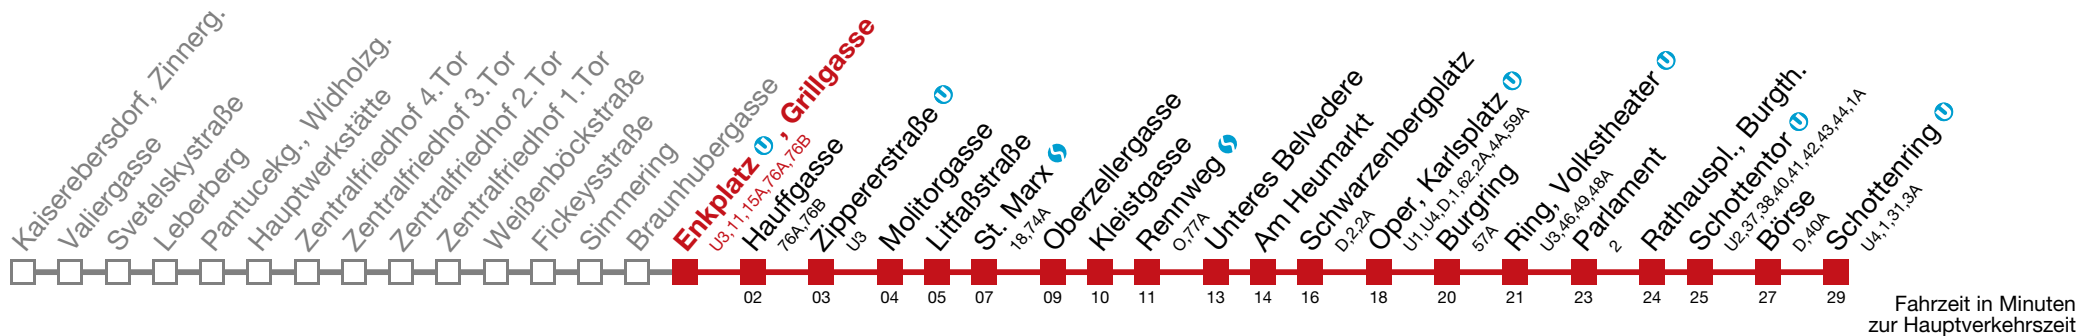 Kaiserebersdorf, Zinnerg.
Valiergasse
Svetelskystraße
Leberberg
Pantucekg., Widholzg.
Hauptwerkstätte
Zentralfriedhof 4. Tor
Zentralfriedhof 3. Tor
Zentralfriedhof 2. Tor
Zentralfriedhof 1. Tor
Weißenböckstraße
Fickeysstraße
Simmering
Braunhubergasse
Enkplatz U, Grillgasse
U3,11,15A,76A,76B
Hauffgasse
76A,76B
Zippererstraße U
U3
Molitorgasse
Litfaßstraße
St. Marx
18,74A
Oberzellergasse
Kleistgasse
Rennweg
O,77A
Unteres Belvedere
Am Heumarkt
Schwarzenbergplatz
D,2,2A
Oper, Karlsplatz U
U1,U4,D,1,62,2A,4A,59A
Burgring
57A
Ring, Volkstheater U
U3,46,49,48A
Parlament
2
Rathauspl., Burgth.
Schottentor U
U2,37,38,40,41,42,43,44,1A
Börse
D,40A
Schottenring U
U4,1,31,3A
02 03 04 05 07 09 10 11 13 14 16 18 20 21 23 24 25 27 29
Fahrzeit in Minuten
zur Hauptverkehrszeit